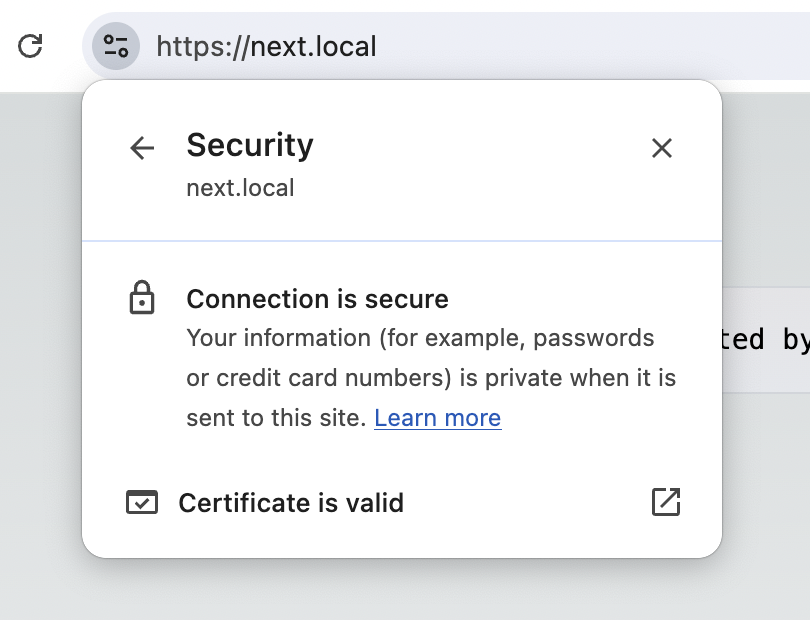 https://next.local
Security
next.local
Connection is secure
Your information (for example, passwords
or credit card numbers) is private when it is
sent to this site. Learn more
ted by
Certificate is valid